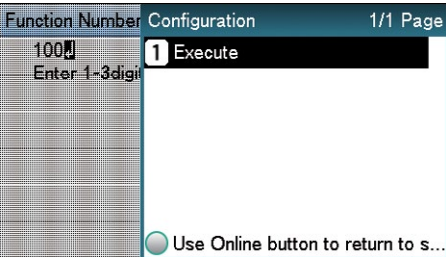 Function Number
Configuration 1/1 Page
100
Enter 1-3digi
1 Execute
Use Online button to return to s...